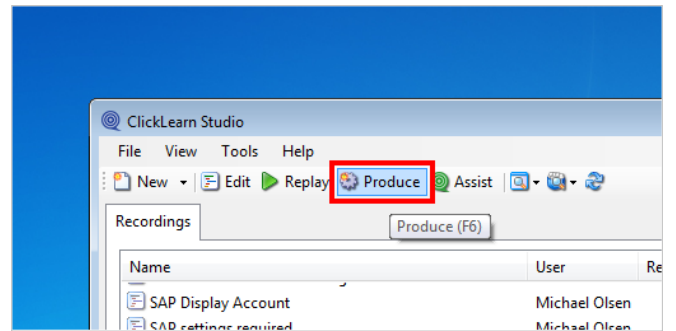 ClickLearn Studio
File View Tools Help
New Edit Replay Produce Assist
Recordings
Produce (F6)
Name User Re
SAP Display Account Michael Olsen
SAP settings required Michael Olsen